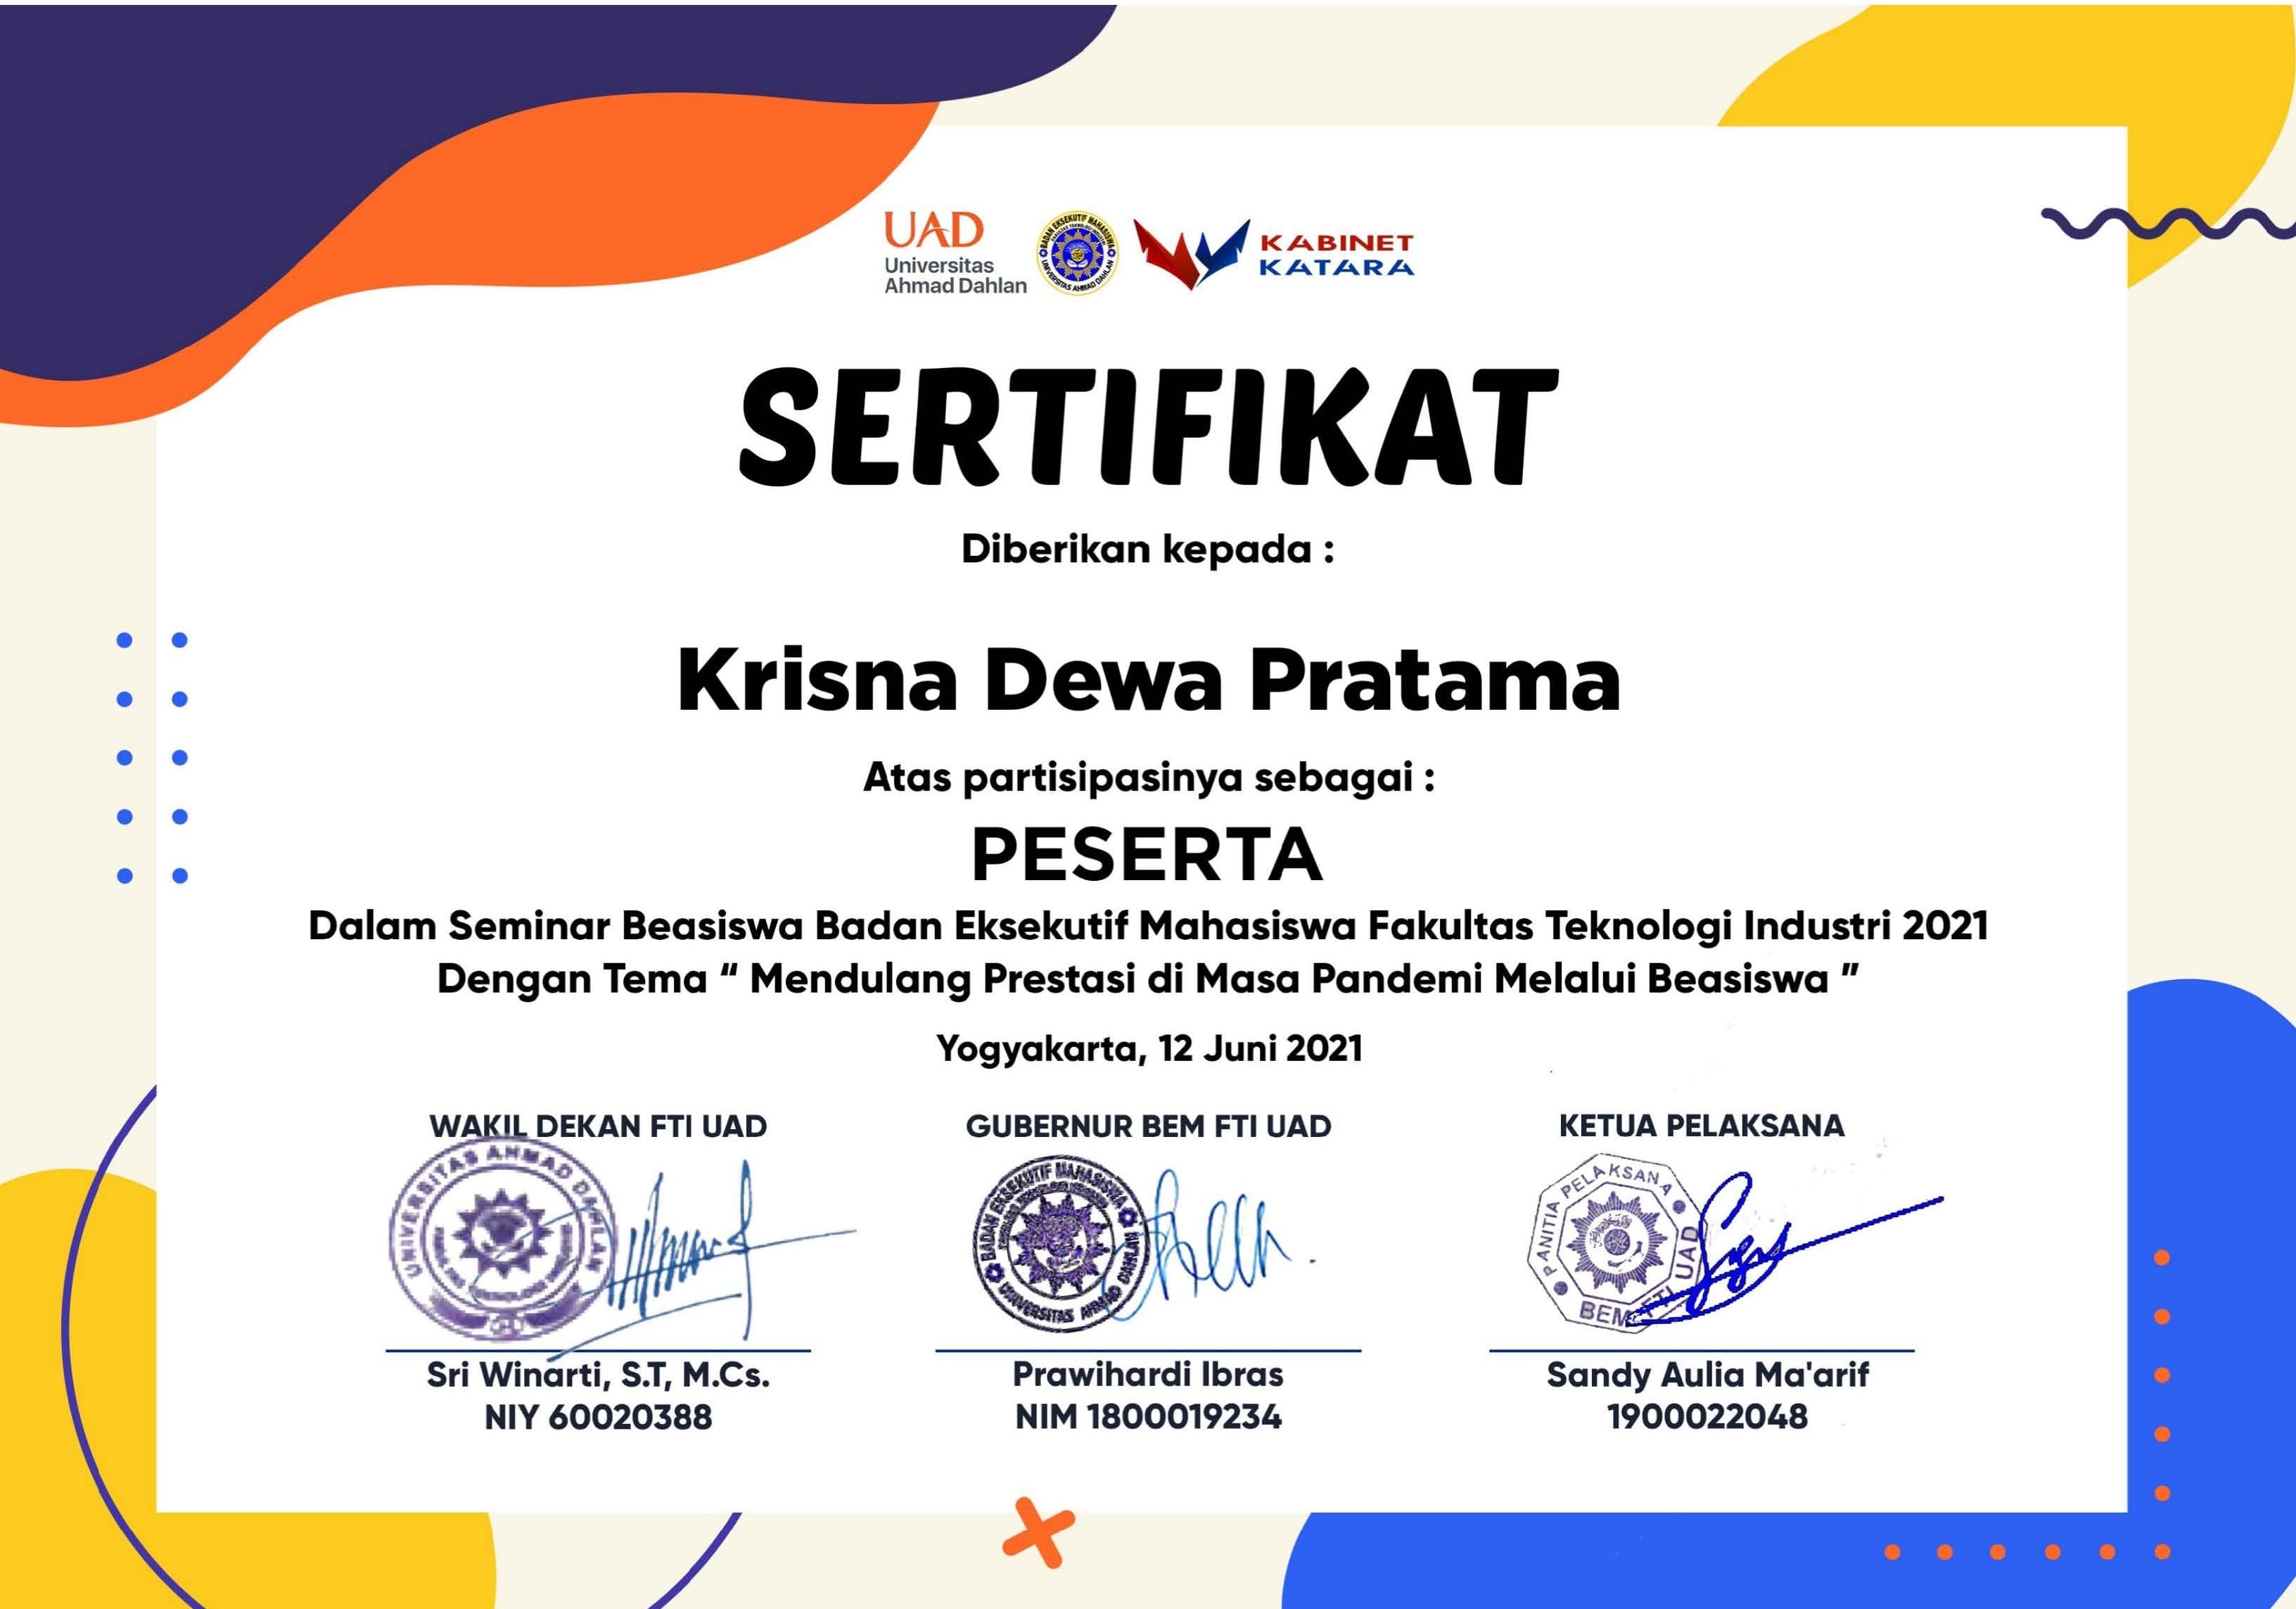 UAD
Universitas
Ahmad Dahlan
BADAN EKSEKUTIF MAHASISWA
FAKULTAS TEKNOLOGI INDUSTRI
UNIVERSITAS AHMAD DAHLAN
KABINET
KATARA
SERTIFIKAT
Diberikan kepada :
Krisna Dewa Pratama
Atas partisipasinya sebagai :
PESERTA
Dalam Seminar Beasiswa Badan Eksekutif Mahasiswa Fakultas Teknologi Industri 2021
Dengan Tema “ Mendulang Prestasi di Masa Pandemi Melalui Beasiswa ”
Yogyakarta, 12 Juni 2021
WAKIL DEKAN FTI UAD
UNIVERSITAS AHMAD DAHLAN
Sri Winarti, S.T, M.Cs.
NIY 60020388
GUBERNUR BEM FTI UAD
BADAN EKSEKUTIF MAHASISWA
UNIVERSITAS AHMAD DAHLAN
Prawihardi Ibras
NIM 1800019234
KETUA PELAKSANA
PANITIA PELAKSANA
BEM FTI UAD
Sandy Aulia Ma'arif
1900022048